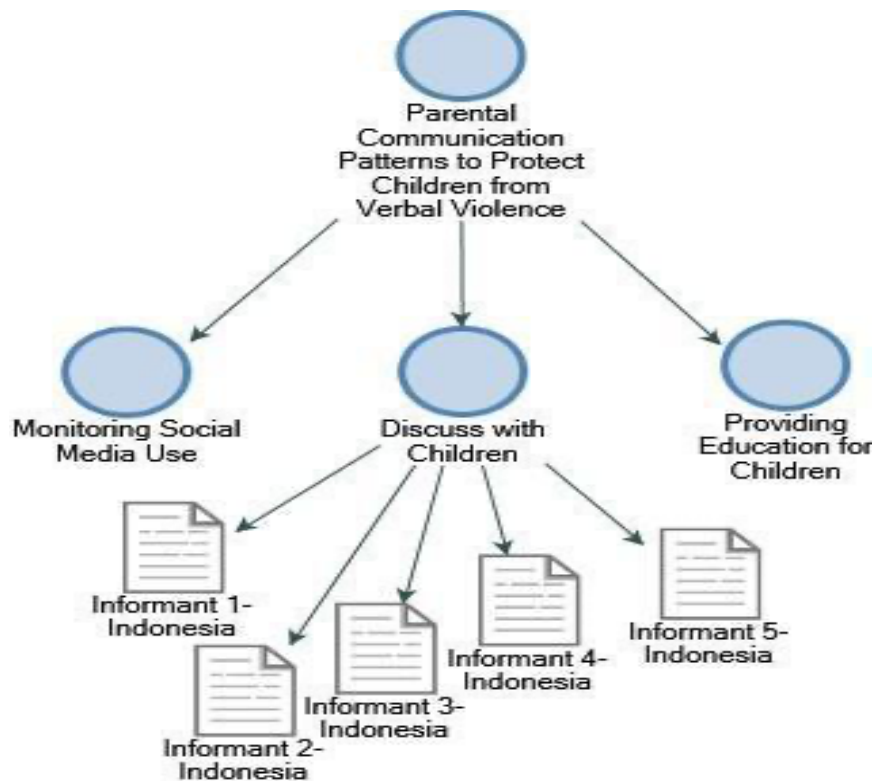 Parental
Communication
Patterns to Protect
Children from
Verbal Violence
Monitoring Social
Media Use
Discuss with
Children
Providing
Education for
Children
Informant 1-
Indonesia
Informant 2-
Indonesia
Informant 3-
Indonesia
Informant 4-
Indonesia
Informant 5-
Indonesia